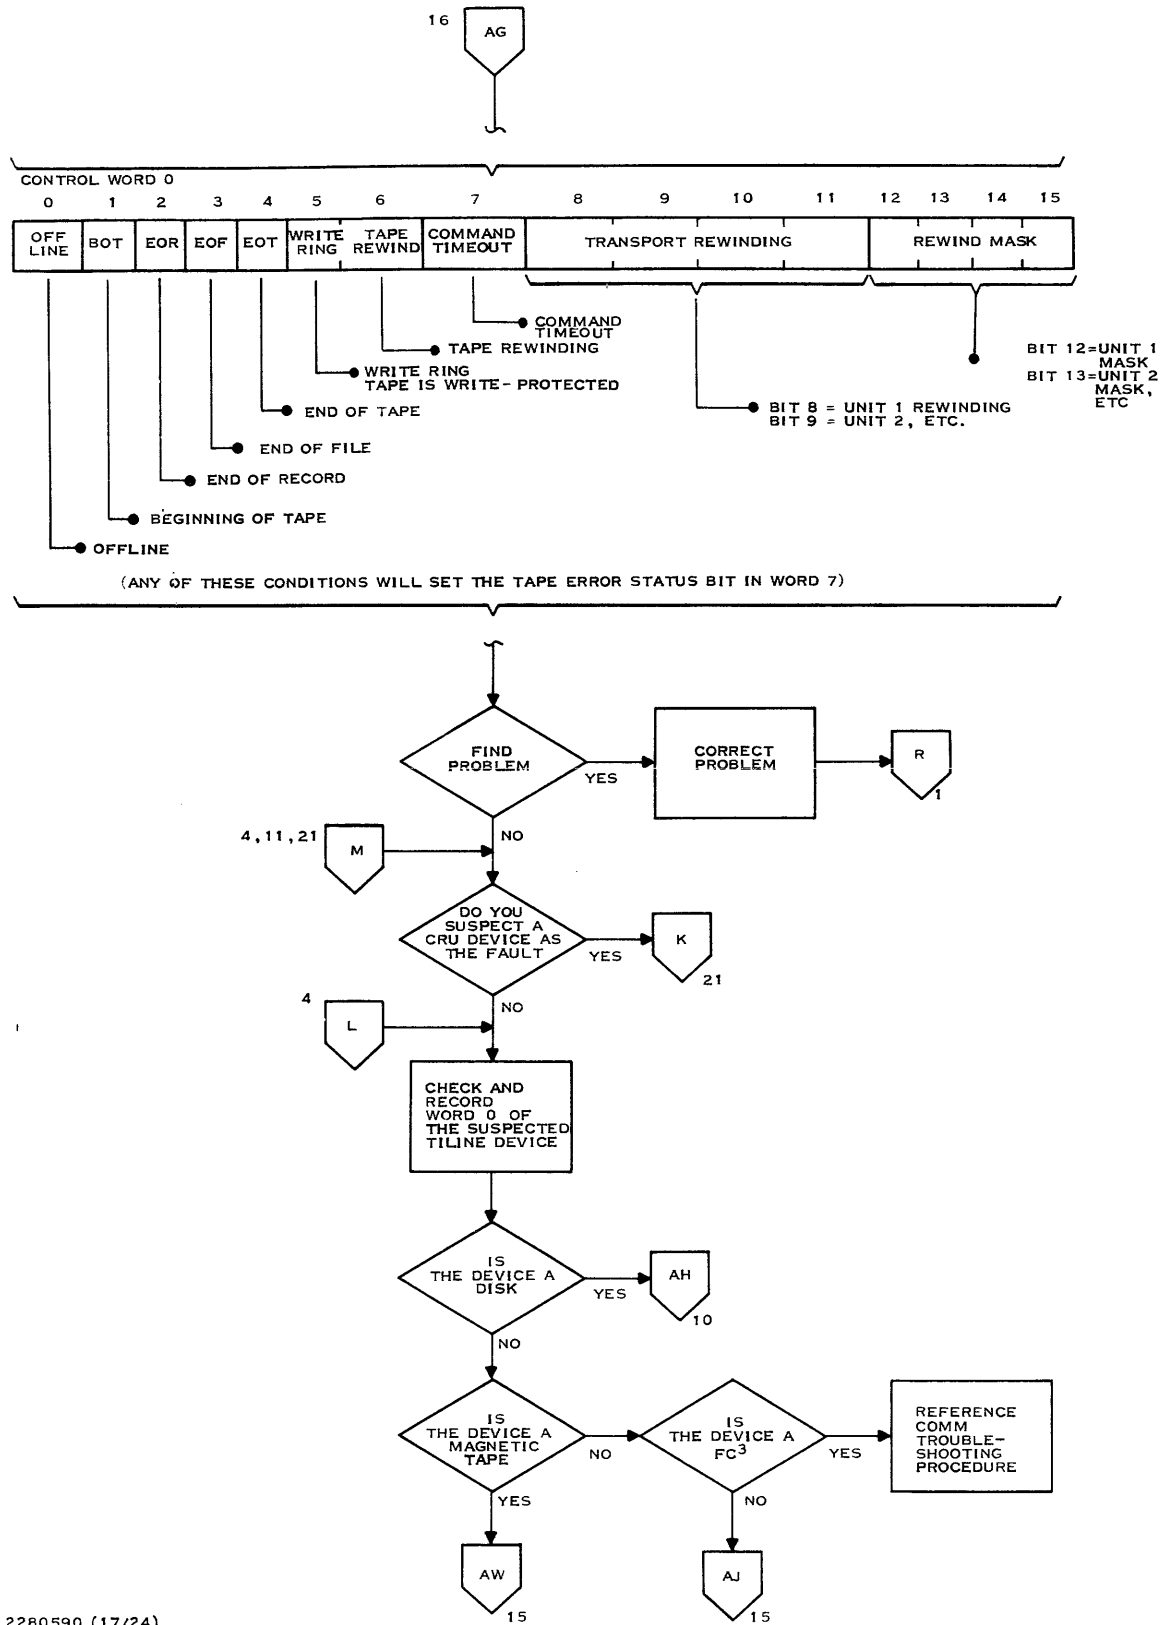 16
AG
CONTROL WORD 0
0 1 2 3 4 5 6 7 8 9 10 11 12 13 14 15
OFF
LINE
BOT
EOR
EOF
EOT
WRITE
RING
TAPE
REWIND
COMMAND
TIMEOUT
TRANSPORT REWINDING
REWIND MASK
COMMAND
TIMEOUT
TAPE REWINDING
WRITE RING
TAPE IS WRITE-PROTECTED
END OF TAPE
END OF FILE
END OF RECORD
BEGINNING OF TAPE
OFFLINE
BIT 8 = UNIT 1 REWINDING
BIT 9 = UNIT 2, ETC.
BIT 12=UNIT 1
MASK
BIT 13=UNIT 2
MASK,
ETC
(ANY OF THESE CONDITIONS WILL SET THE TAPE ERROR STATUS BIT IN WORD 7)
FIND
PROBLEM
YES
CORRECT
PROBLEM
R
1
NO
4,11,21
M
DO YOU
SUSPECT A
CRU DEVICE AS
THE FAULT
YES
K
21
NO
4
L
CHECK AND
RECORD
WORD 0 OF
THE SUSPECTED
TILINE DEVICE
IS
THE DEVICE A
DISK
YES
AH
10
NO
IS
THE DEVICE A
MAGNETIC
TAPE
NO
IS
THE DEVICE A
FC³
YES
REFERENCE
COMM
TROUBLE-
SHOOTING
PROCEDURE
YES
NO
AW
15
AJ
15
2280590 (17/24)